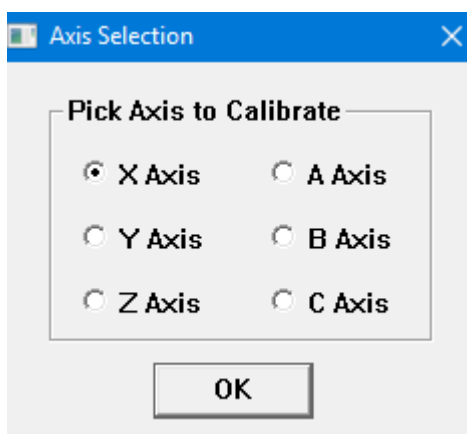 Axis Selection
Pick Axis to Calibrate
X Axis
A Axis
Y Axis
B Axis
Z Axis
C Axis
OK